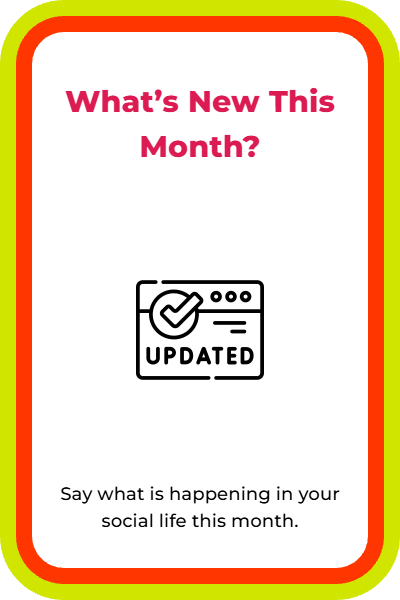 What’s New This
Month?
UPDATED
Say what is happening in your
social life this month.